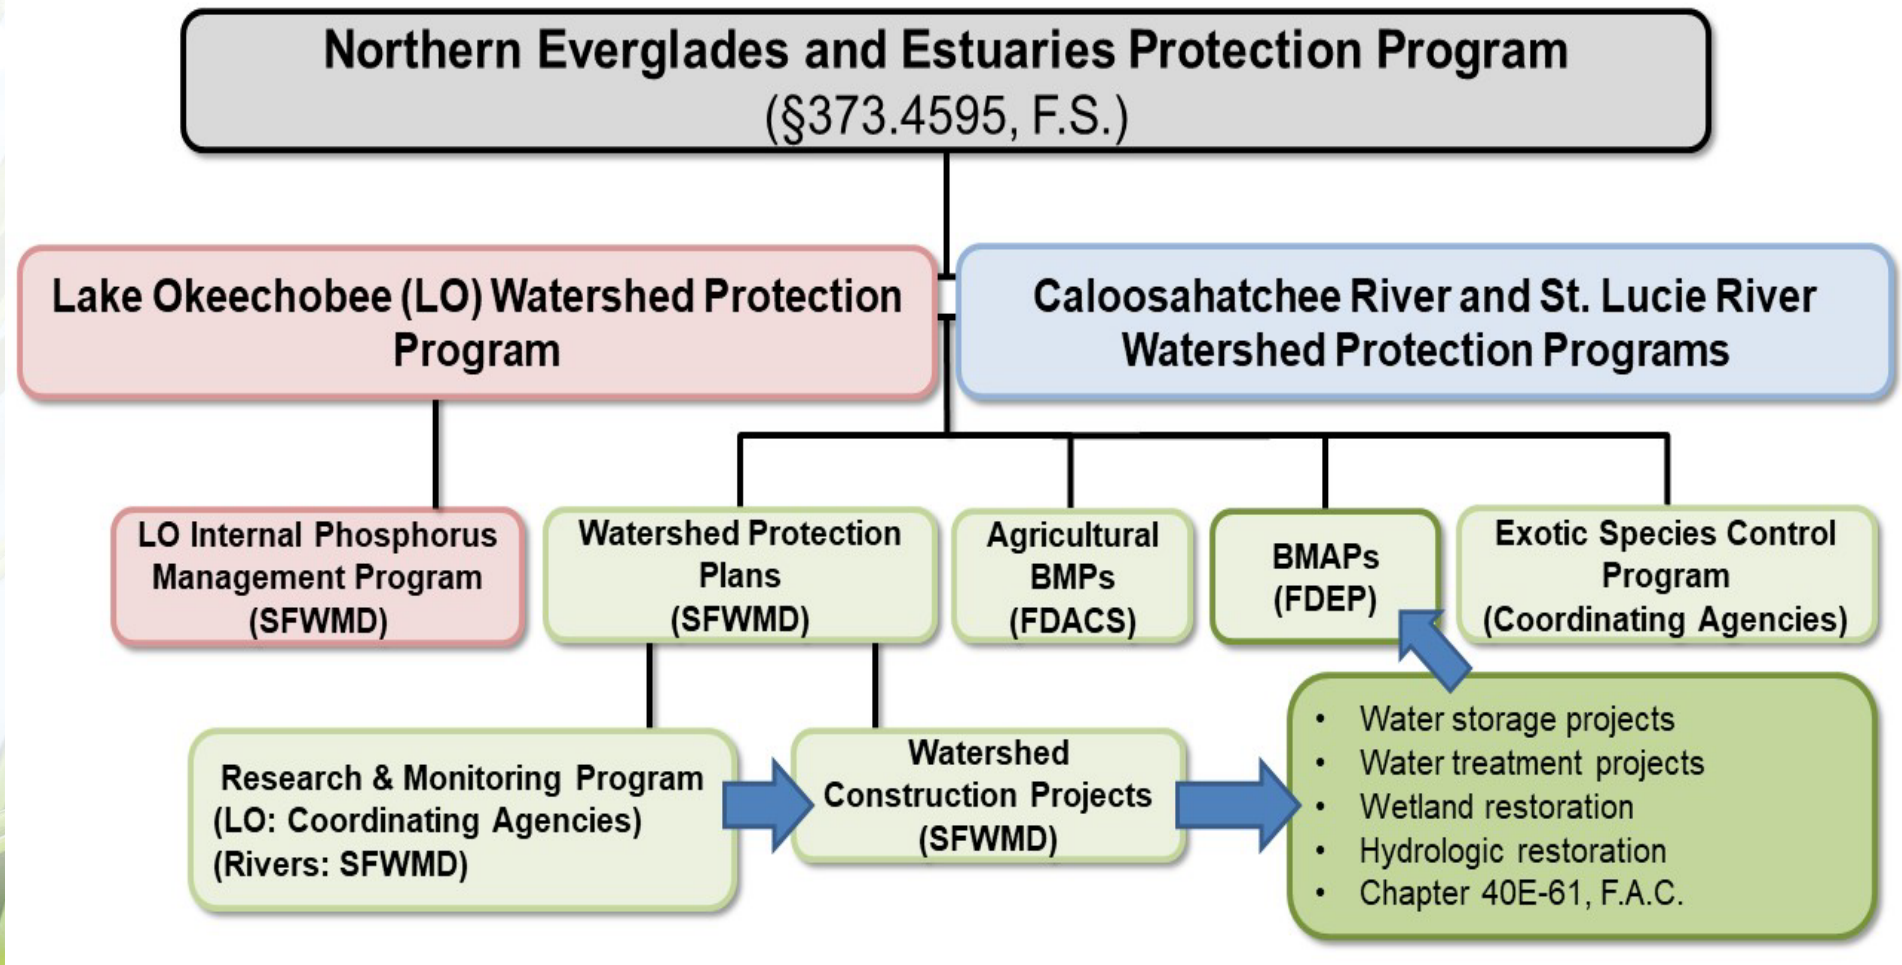 Northern Everglades and Estuaries Protection Program
(§373.4595, F.S.)
Lake Okeechobee (LO) Watershed Protection
Program
Caloosahatchee River and St. Lucie River
Watershed Protection Programs
LO Internal Phosphorus
Management Program
(SFWMD)
Watershed Protection
Plans
(SFWMD)
Agricultural
BMPs
(FDACS)
BMAPs
(FDEP)
Exotic Species Control
Program
(Coordinating Agencies)
Research & Monitoring Program
(LO: Coordinating Agencies)
(Rivers: SFWMD)
Watershed
Construction Projects
(SFWMD)
• Water storage projects
• Water treatment projects
• Wetland restoration
• Hydrologic restoration
• Chapter 40E-61, F.A.C.